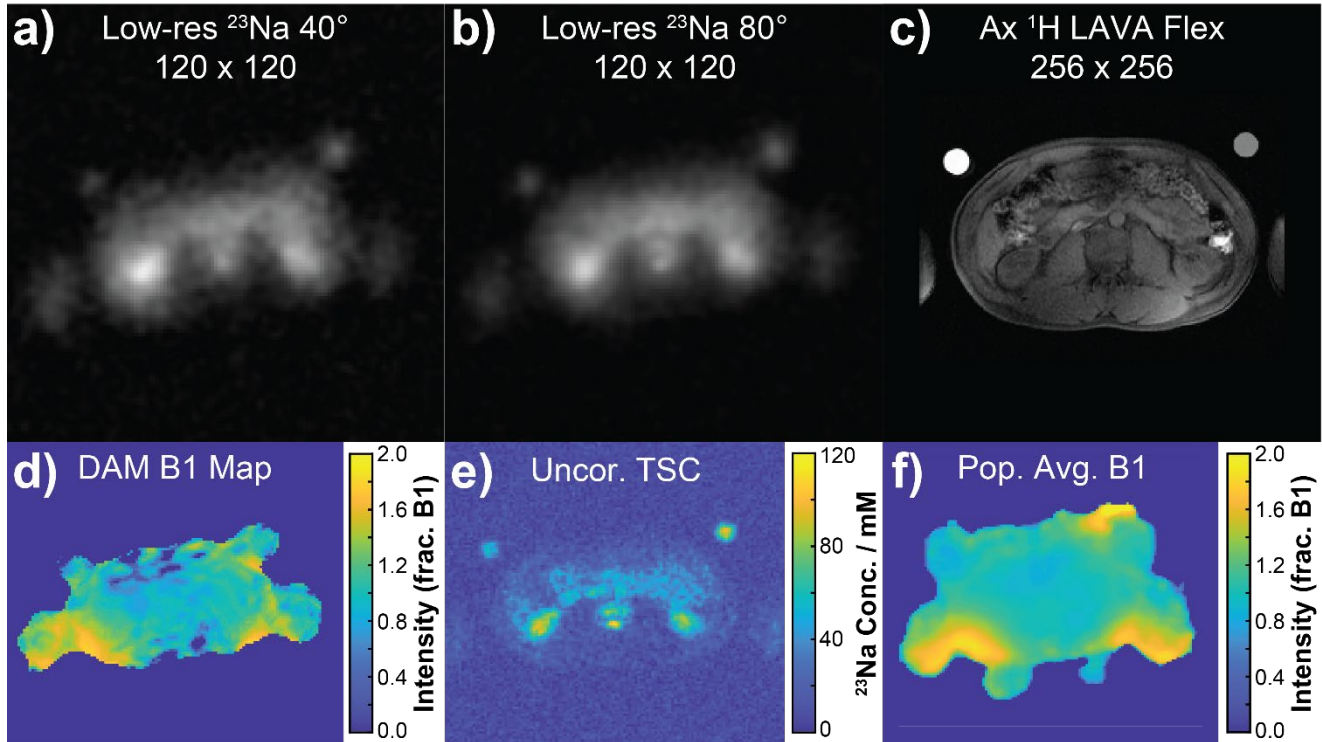 a) Low-res ²³Na 40°
120 x 120
b) Low-res ²³Na 80°
120 x 120
c) Ax ¹H LAVA Flex
256 x 256
d) DAM B1 Map
2.0
1.6
1.2
0.8
0.4
0.0
Intensity (frac. B1)
e) Uncor. TSC
120
80
40
0
²³Na Conc. / mM
f) Pop. Avg. B1
2.0
1.6
1.2
0.8
0.4
0.0
Intensity (frac. B1)